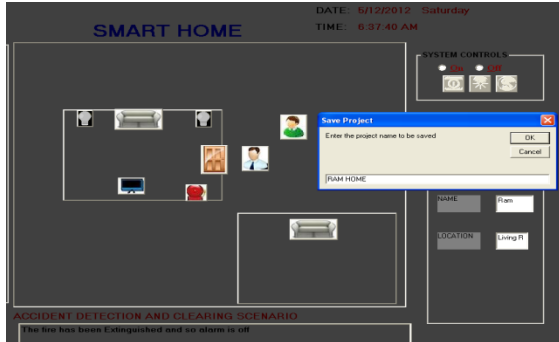 DATE: 5/12/2012 Saturday
SMART HOME
TIME: 6:37:40 AM
SYSTEM CONTROLS
On Off
Save Project
Enter the project name to be saved
OK
Cancel
RAM HOME
NAME Ram
LOCATION Living R
ACCIDENT DETECTION AND CLEARING SCENARIO
The fire has been Extinguished and so alarm is off